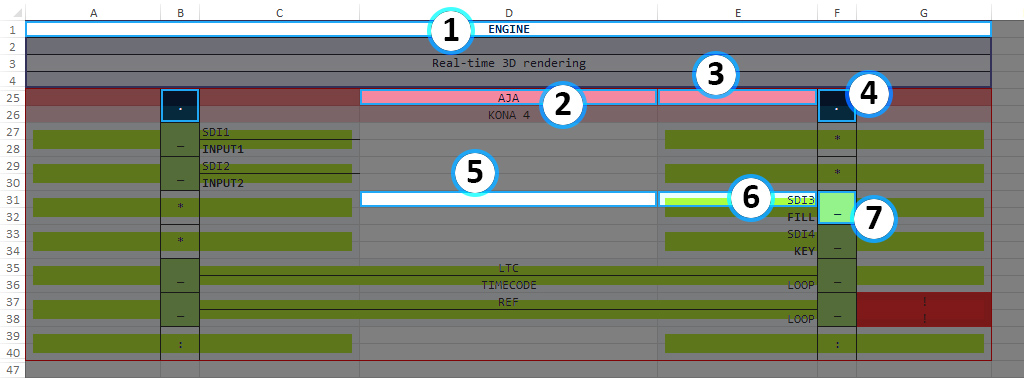 A B C D E F G
1 ENGINE
2
3 Real-time 3D rendering
4
25 . AJA .
26 KONA 4
27 SDI1 *
28 _ INPUT1
29 SDI2 *
30 _ INPUT2
31 * SDI3
32 FILL _
33 * SDI4
34 KEY _
35 LTC
36 _ TIMECODE LOOP _
37 REF !
38 _ LOOP _ !
39
40 : :
47
1
2
3
4
5
6
7